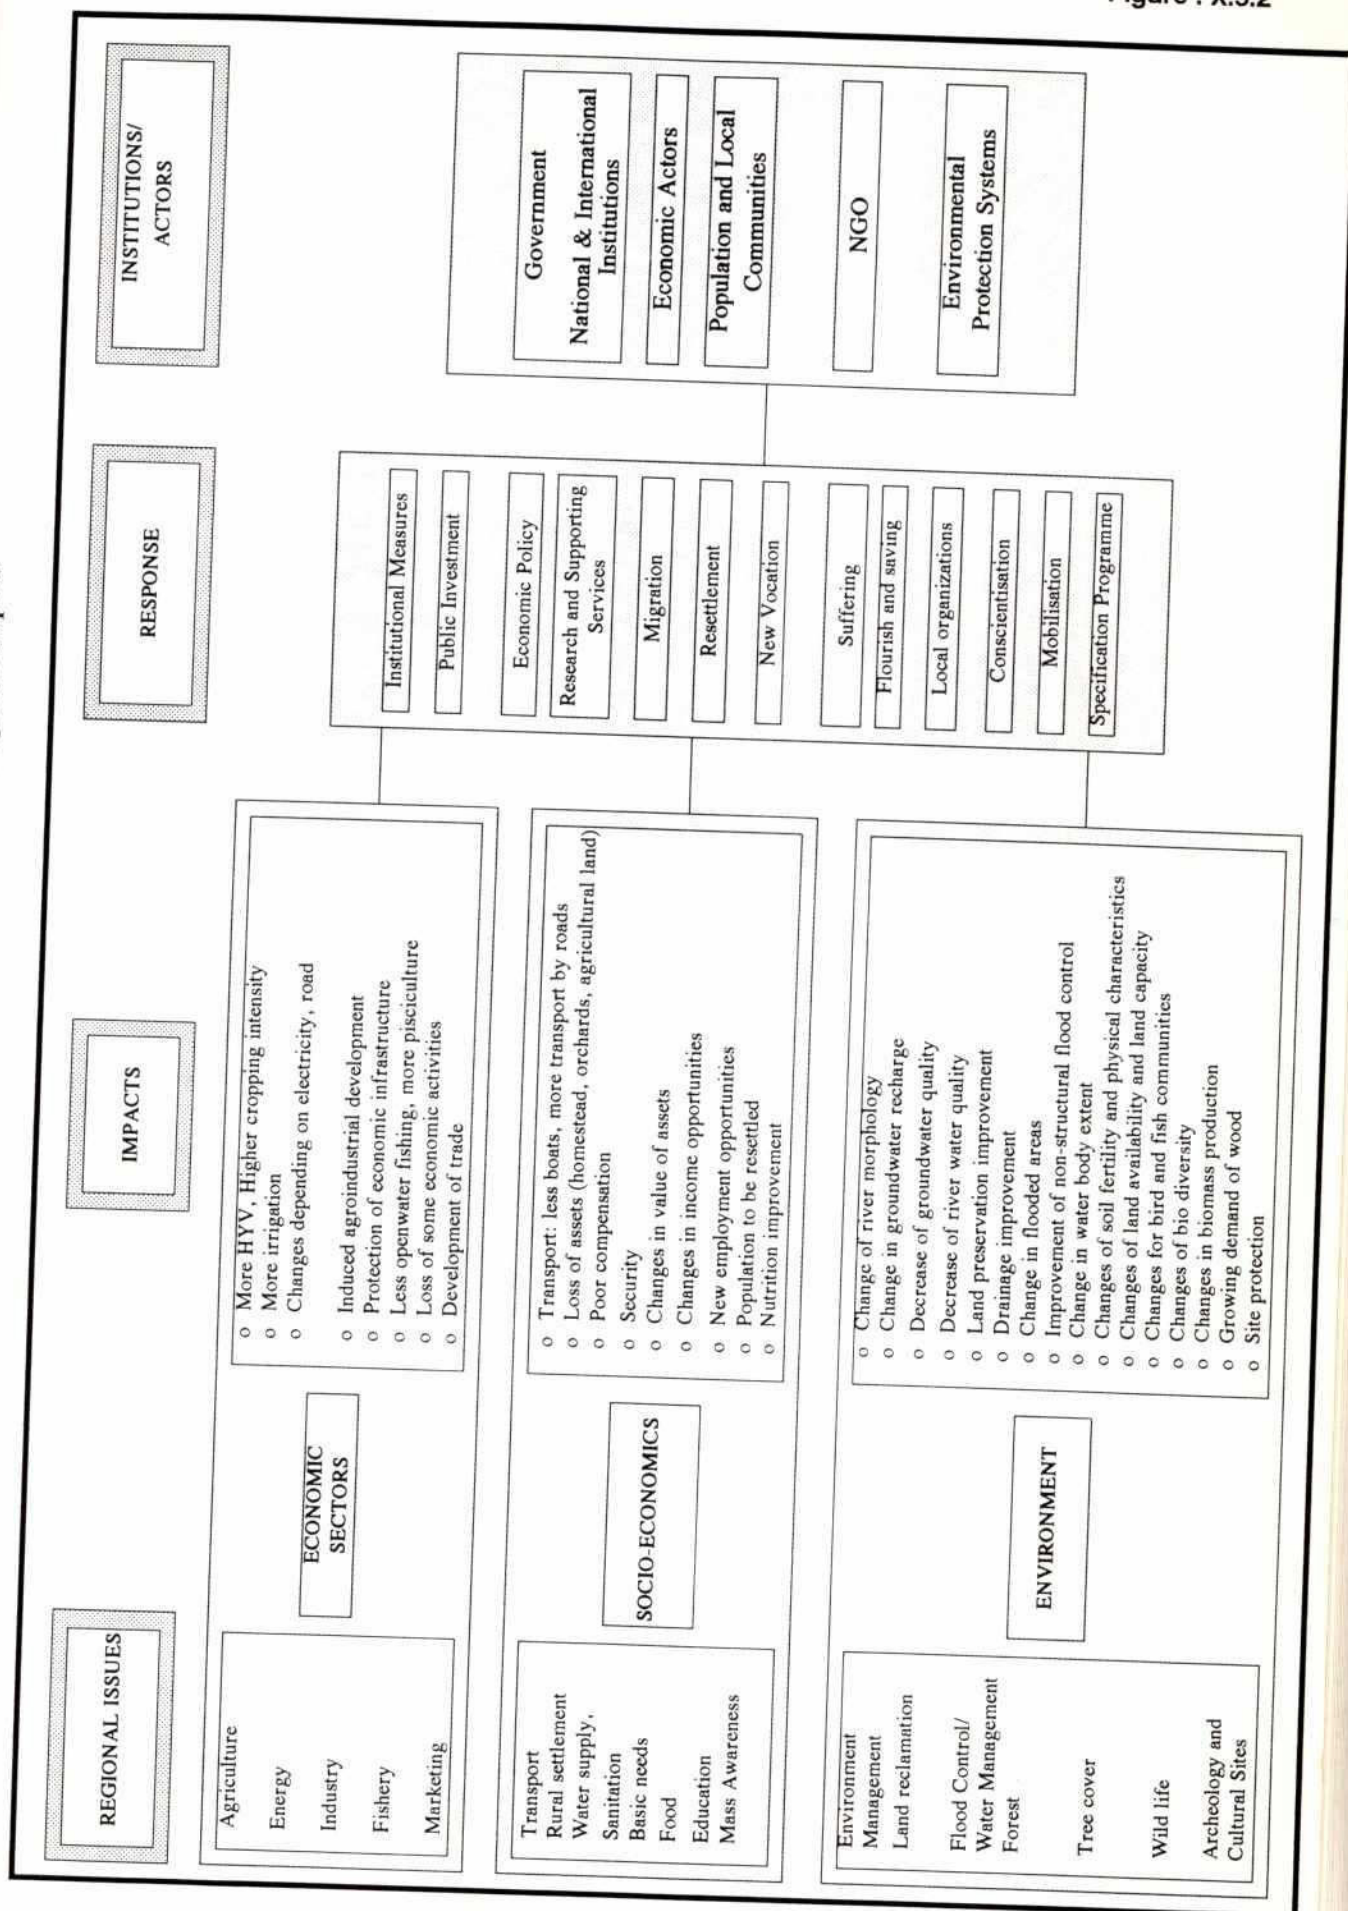 REGIONAL ISSUES
IMPACTS
RESPONSE
INSTITUTIONS/
ACTORS
Agriculture
Energy
Industry
Fishery
Marketing
ECONOMIC
SECTORS
o More HYV, Higher cropping intensity
o More irrigation
o Changes depending on electricity, road
o Induced agroindustrial development
o Protection of economic infrastructure
o Less openwater fishing, more pisciculture
o Loss of some economic activities
o Development of trade
Transport
Rural settlement
Water supply,
Sanitation
Basic needs
Food
Education
Mass Awareness
SOCIO-ECONOMICS
o Transport: less boats, more transport by roads
o Loss of assets (homestead, orchards, agricultural land)
o Poor compensation
o Security
o Changes in value of assets
o Changes in income opportunities
o New employment opportunities
o Population to be resettled
o Nutrition improvement
Environment
Management
Land reclamation
Flood Control/
Water Management
Forest
Tree cover
Wild life
Archeology and
Cultural Sites
ENVIRONMENT
o Change of river morphology
o Change in groundwater recharge
o Decrease of groundwater quality
o Decrease of river water quality
o Land preservation improvement
o Drainage improvement
o Change in flooded areas
o Improvement of non-structural flood control
o Change in water body extent
o Changes of soil fertility and physical characteristics
o Changes of land availability and land capacity
o Changes for bird and fish communities
o Changes of bio diversity
o Changes in biomass production
o Growing demand of wood
o Site protection
Institutional Measures
Public Investment
Economic Policy
Research and Supporting
Services
Migration
Resettlement
New Vocation
Suffering
Flourish and saving
Local organizations
Conscientisation
Mobilisation
Specification Programme
Government
National & International
Institutions
Economic Actors
Population and Local
Communities
NGO
Environmental
Protection Systems